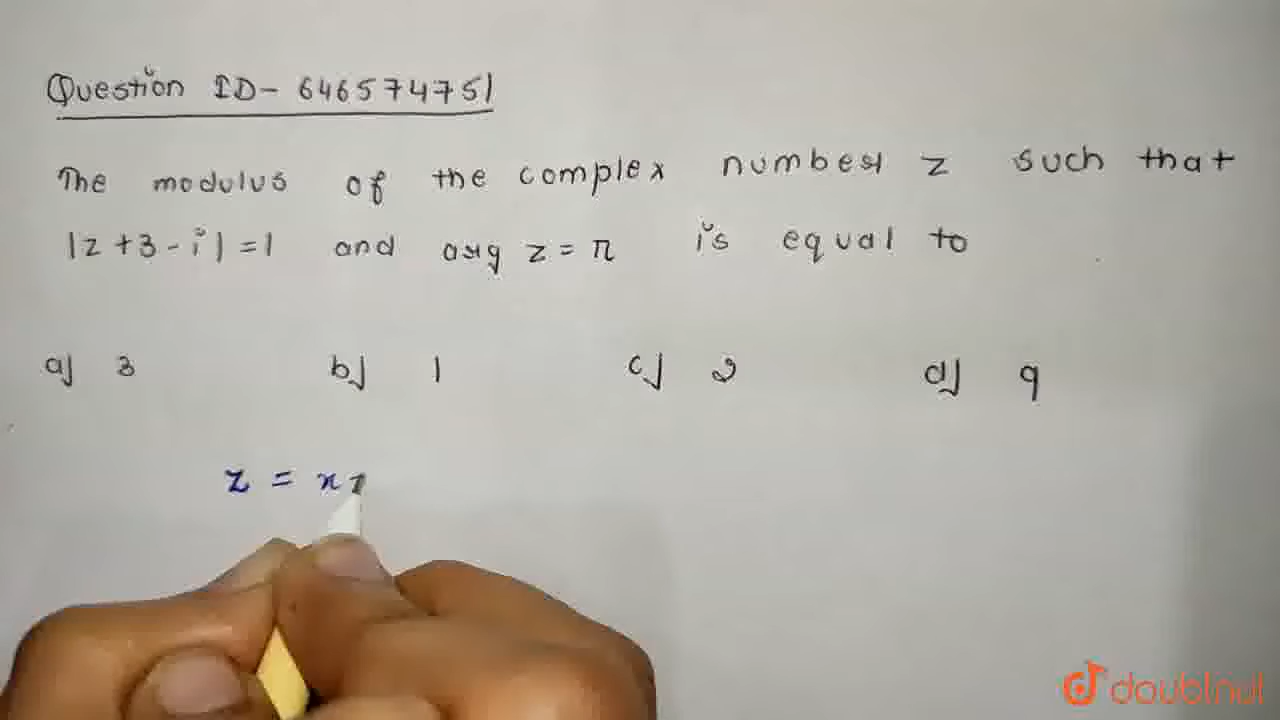 Question ID- 646574751
The modulus of the complex number z such that
|z+3-i|=1 and arg z = π is equal to
a) 3 b) 1 c) 2 d) 9
z = x
doubtnut